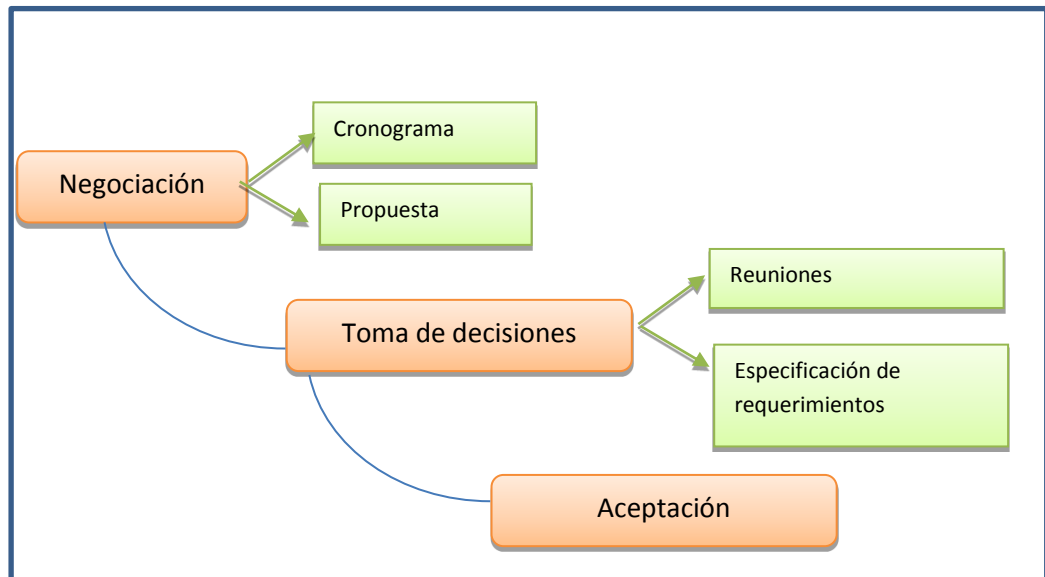 Cronograma
Negociación
Propuesta
Reuniones
Toma de decisiones
Especificación de
requerimientos
Aceptación